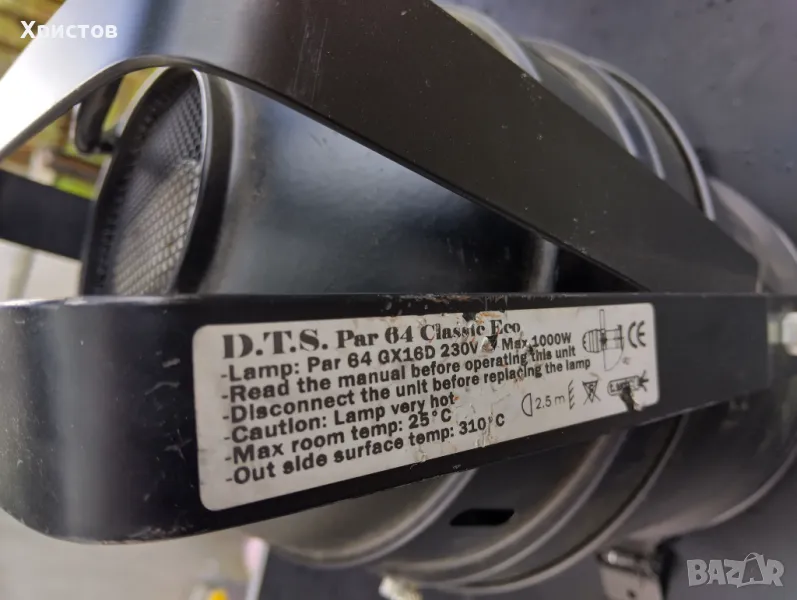 Христов
D.T.S. Par 64 Classic Eco
-Lamp: Par 64 GX16D 230V Max 1000W
-Read the manual before operating this unit
-Disconnect the unit before replacing the lamp
-Caution: Lamp very hot
-Max room temp: 25°C
-Out side surface temp: 310°C
CE
2.5m
BAZAR